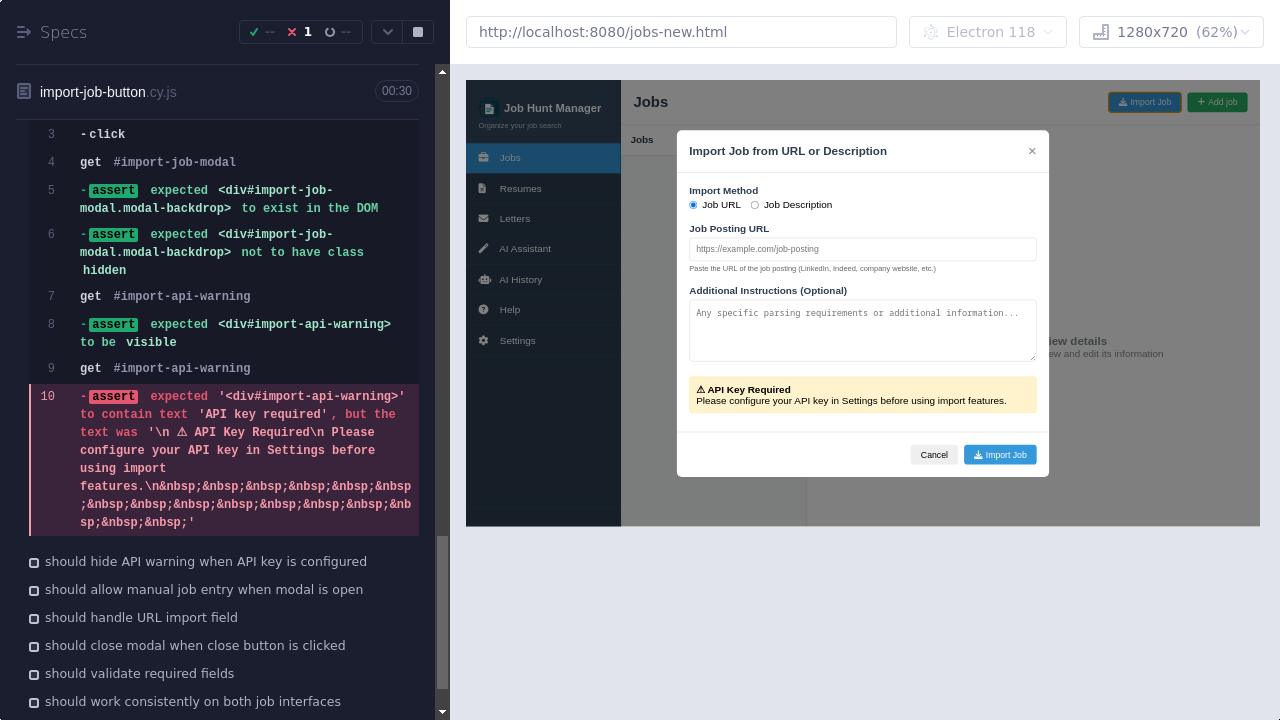 Specs
-- 1 --
import-job-button.cy.js 00:30
3 -click
4 get #import-job-modal
5 -assert expected <div#import-job-
modal.modal-backdrop> to exist in the DOM
6 -assert expected <div#import-job-
modal.modal-backdrop> not to have class
hidden
7 get #import-api-warning
8 -assert expected <div#import-api-warning>
to be visible
9 get #import-api-warning
10 -assert expected '<div#import-api-warning>'
to contain text 'API key required', but the
text was '\n ⚠ API Key Required\n Please
configure your API key in Settings before
using import
features.\n&nbsp;&nbsp;&nbsp;&nbsp;&nbsp;&nbsp
;&nbsp;&nbsp;&nbsp;&nbsp;&nbsp;&nbsp;&nbsp;&nb
sp;&nbsp;&nbsp;'
should hide API warning when API key is configured
should allow manual job entry when modal is open
should handle URL import field
should close modal when close button is clicked
should validate required fields
should work consistently on both job interfaces
http://localhost:8080/jobs-new.html
Electron 118
1280x720 (62%)
Job Hunt Manager
Organize your job search
Jobs
Resumes
Letters
AI Assistant
AI History
Help
Settings
Jobs
Import Job
+ Add job
Jobs
iew details
ew and edit its information
Import Job from URL or Description ×
Import Method
Job URL Job Description
Job Posting URL
https://example.com/job-posting
Paste the URL of the job posting (LinkedIn, Indeed, company website, etc.)
Additional Instructions (Optional)
Any specific parsing requirements or additional information...
⚠ API Key Required
Please configure your API key in Settings before using import features.
Cancel Import Job